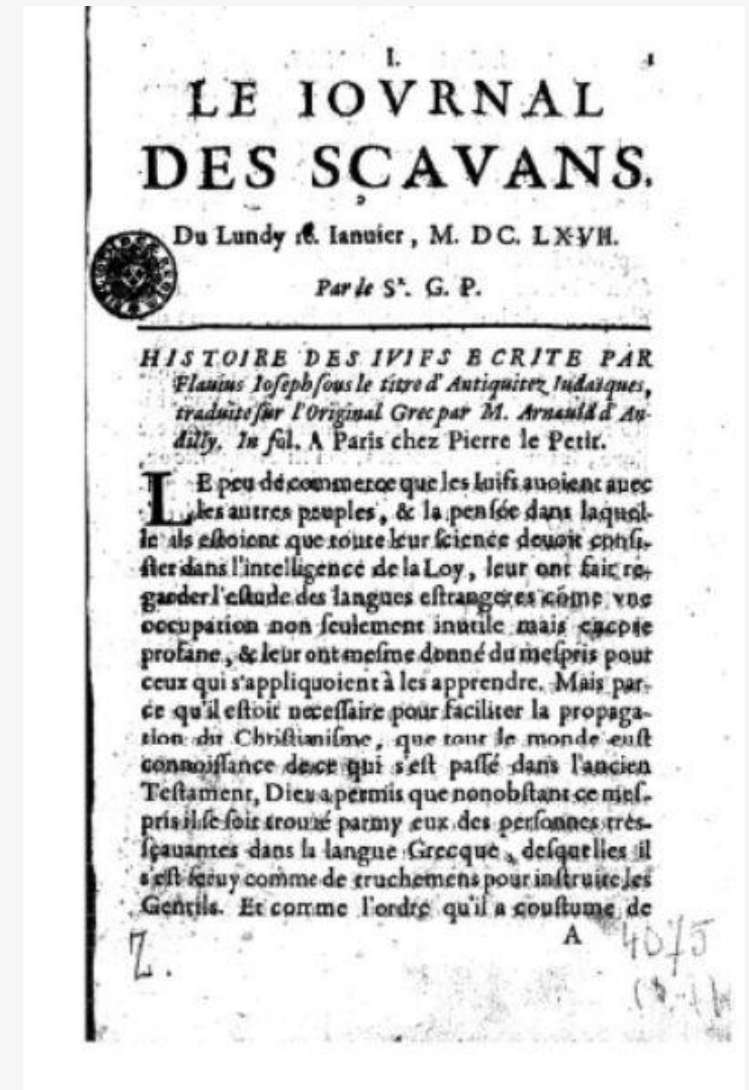 I.
1
LE IOVRNAL
DES SÇAVANS.
Du Lundy Ianuier, M. DC. LXVII.
Par le Sr. G. P.
HISTOIRE DES IVIFS ECRITE PAR
Flauius Ioseph sous le titre d'Antiquitez Iudaïques,
traduite sur l'Original Grec par M. Arnauld d'An-
dilly. In fol. A Paris chez Pierre le Petit.
LE peu de commerce que les Iuifs auoient auec
les autres peuples, & la pensée dans laquel-
le ils estoient que toute leur science deuoit consi-
ster dans l'intelligence de la Loy, leur ont fait re-
garder l'estude des langues estrangeres cõme vne
occupation non seulement inutile mais encore
profane, & leur ont mesme donné du mespris pour
ceux qui s'appliquoient à les apprendre. Mais par-
ce qu'il estoit necessaire pour faciliter la propaga-
tion du Christianisme, que tout le monde eust
connoissance de ce qui s'est passé dans l'ancien
Testament, Dieu a permis que nonobstant ce mes-
pris il se soit trouué parmy eux des personnes tres-
sçauantes dans la langue Grecque, desquelles il
s'est seruy comme de truchemens pour instruire les
Gentils. Et comme l'ordre qu'il a coustume de
A
Z.
4075